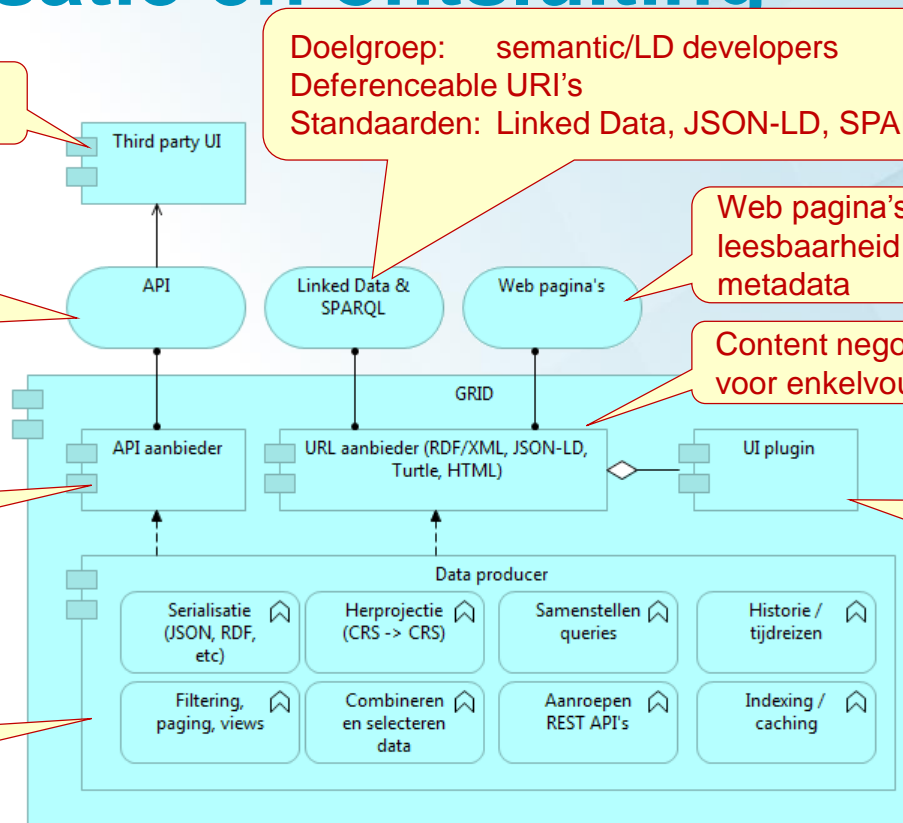 Doelgroep: semantic/LD developers
Deferenceable URI's
Standaarden: Linked Data, JSON-LD, SPA
Third party UI
Web pagina's
leesbaarheid
metadata
API
Linked Data &
SPARQL
Web pagina's
Content nego
voor enkelvou
GRID
API aanbieder
URL aanbieder (RDF/XML, JSON-LD,
Turtle, HTML)
UI plugin
Data producer
Serialisatie
(JSON, RDF,
etc)
Herprojectie
(CRS -> CRS)
Samenstellen
queries
Historie /
tijdreizen
Filtering,
paging, views
Combineren
en selecteren
data
Aanroepen
REST API's
Indexing /
caching